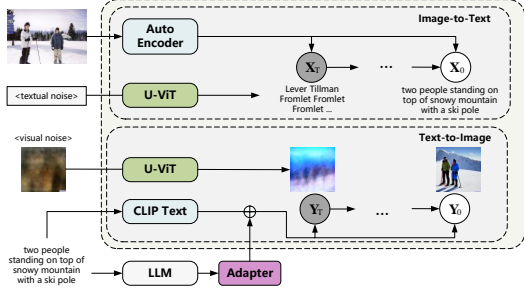 Image-to-Text
Auto
Encoder
X_T
...
X_0
Lever Tillman
Fromlet Fromlet
Fromlet ...
two people standing on
top of snowy mountain
with a ski pole
<textual noise>
U-ViT
Text-to-Image
<visual noise>
U-ViT
CLIP Text
Y_T
...
Y_0
two people
standing on top of
snowy mountain
with a ski pole
LLM
Adapter